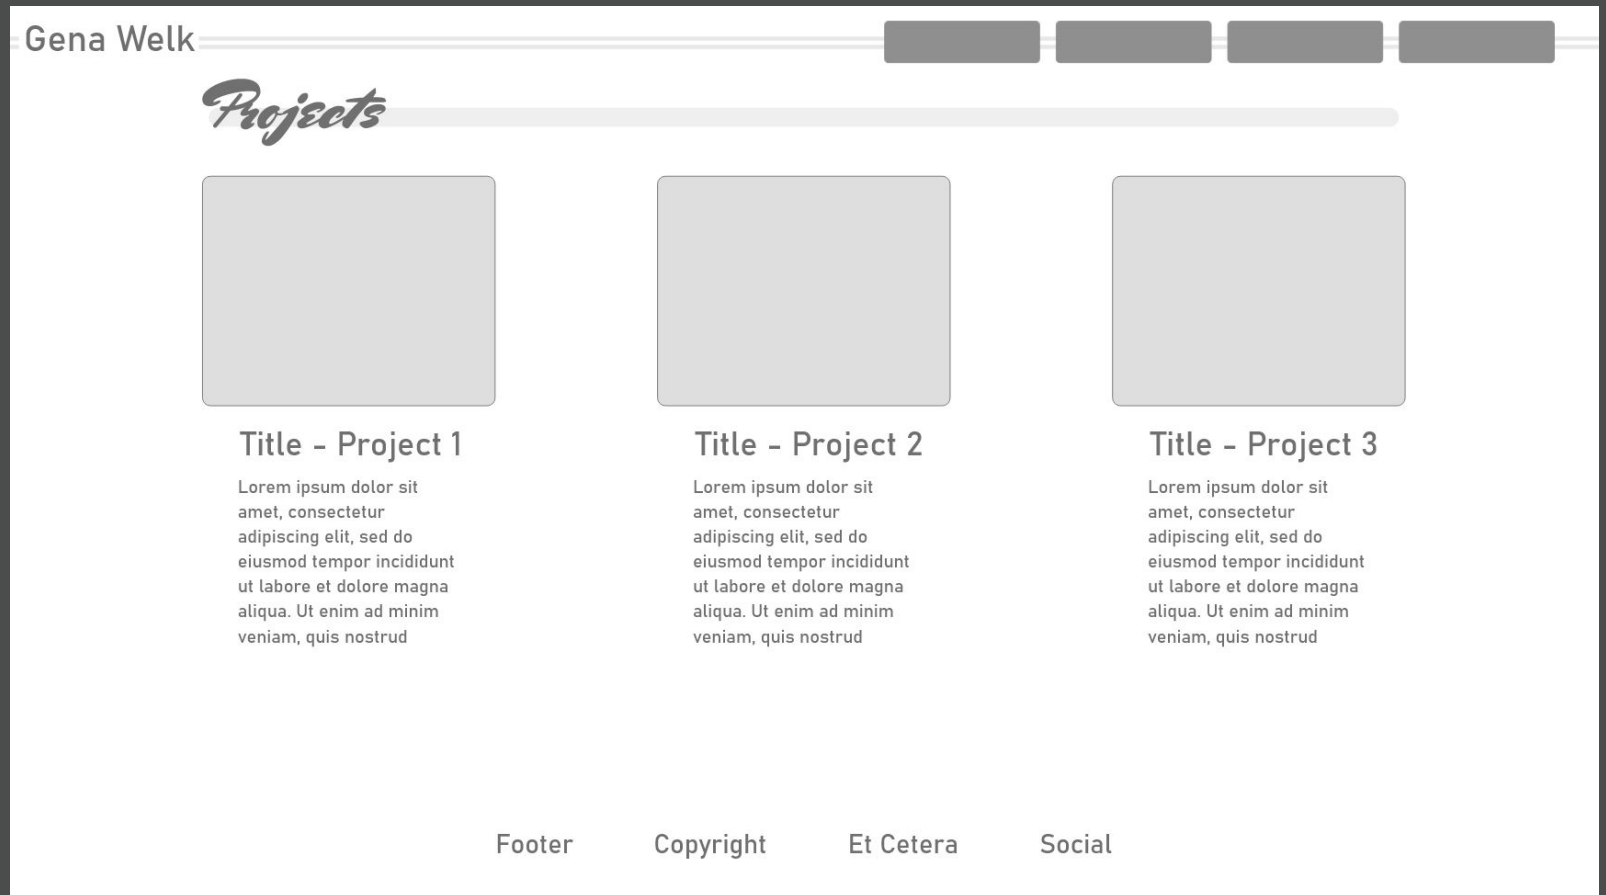 Gena Welk
Projects
Title - Project 1
Lorem ipsum dolor sit
amet, consectetur
adipiscing elit, sed do
eiusmod tempor incididunt
ut labore et dolore magna
aliqua. Ut enim ad minim
veniam, quis nostrud
Title - Project 2
Lorem ipsum dolor sit
amet, consectetur
adipiscing elit, sed do
eiusmod tempor incididunt
ut labore et dolore magna
aliqua. Ut enim ad minim
veniam, quis nostrud
Title - Project 3
Lorem ipsum dolor sit
amet, consectetur
adipiscing elit, sed do
eiusmod tempor incididunt
ut labore et dolore magna
aliqua. Ut enim ad minim
veniam, quis nostrud
Footer Copyright Et Cetera Social